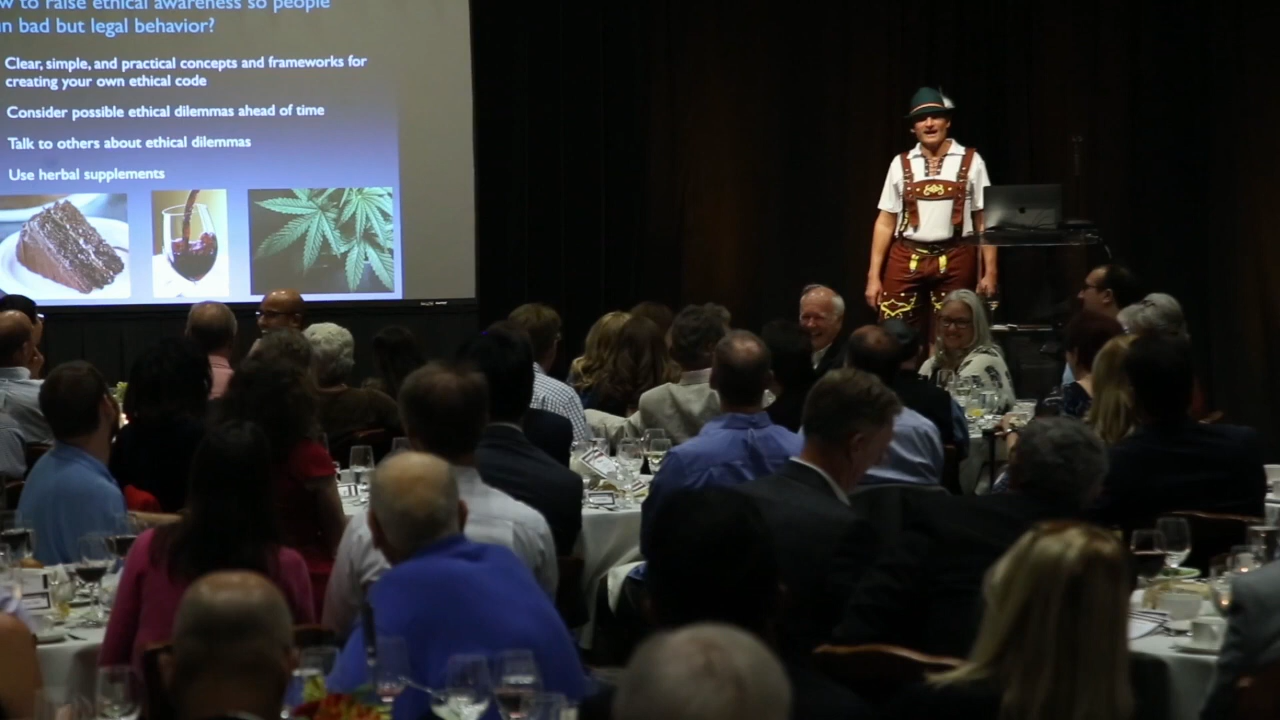 to raise ethical awareness so people
bad but legal behavior?
Clear, simple, and practical concepts and frameworks for
creating your own ethical code
Consider possible ethical dilemmas ahead of time
Talk to others about ethical dilemmas
Use herbal supplements